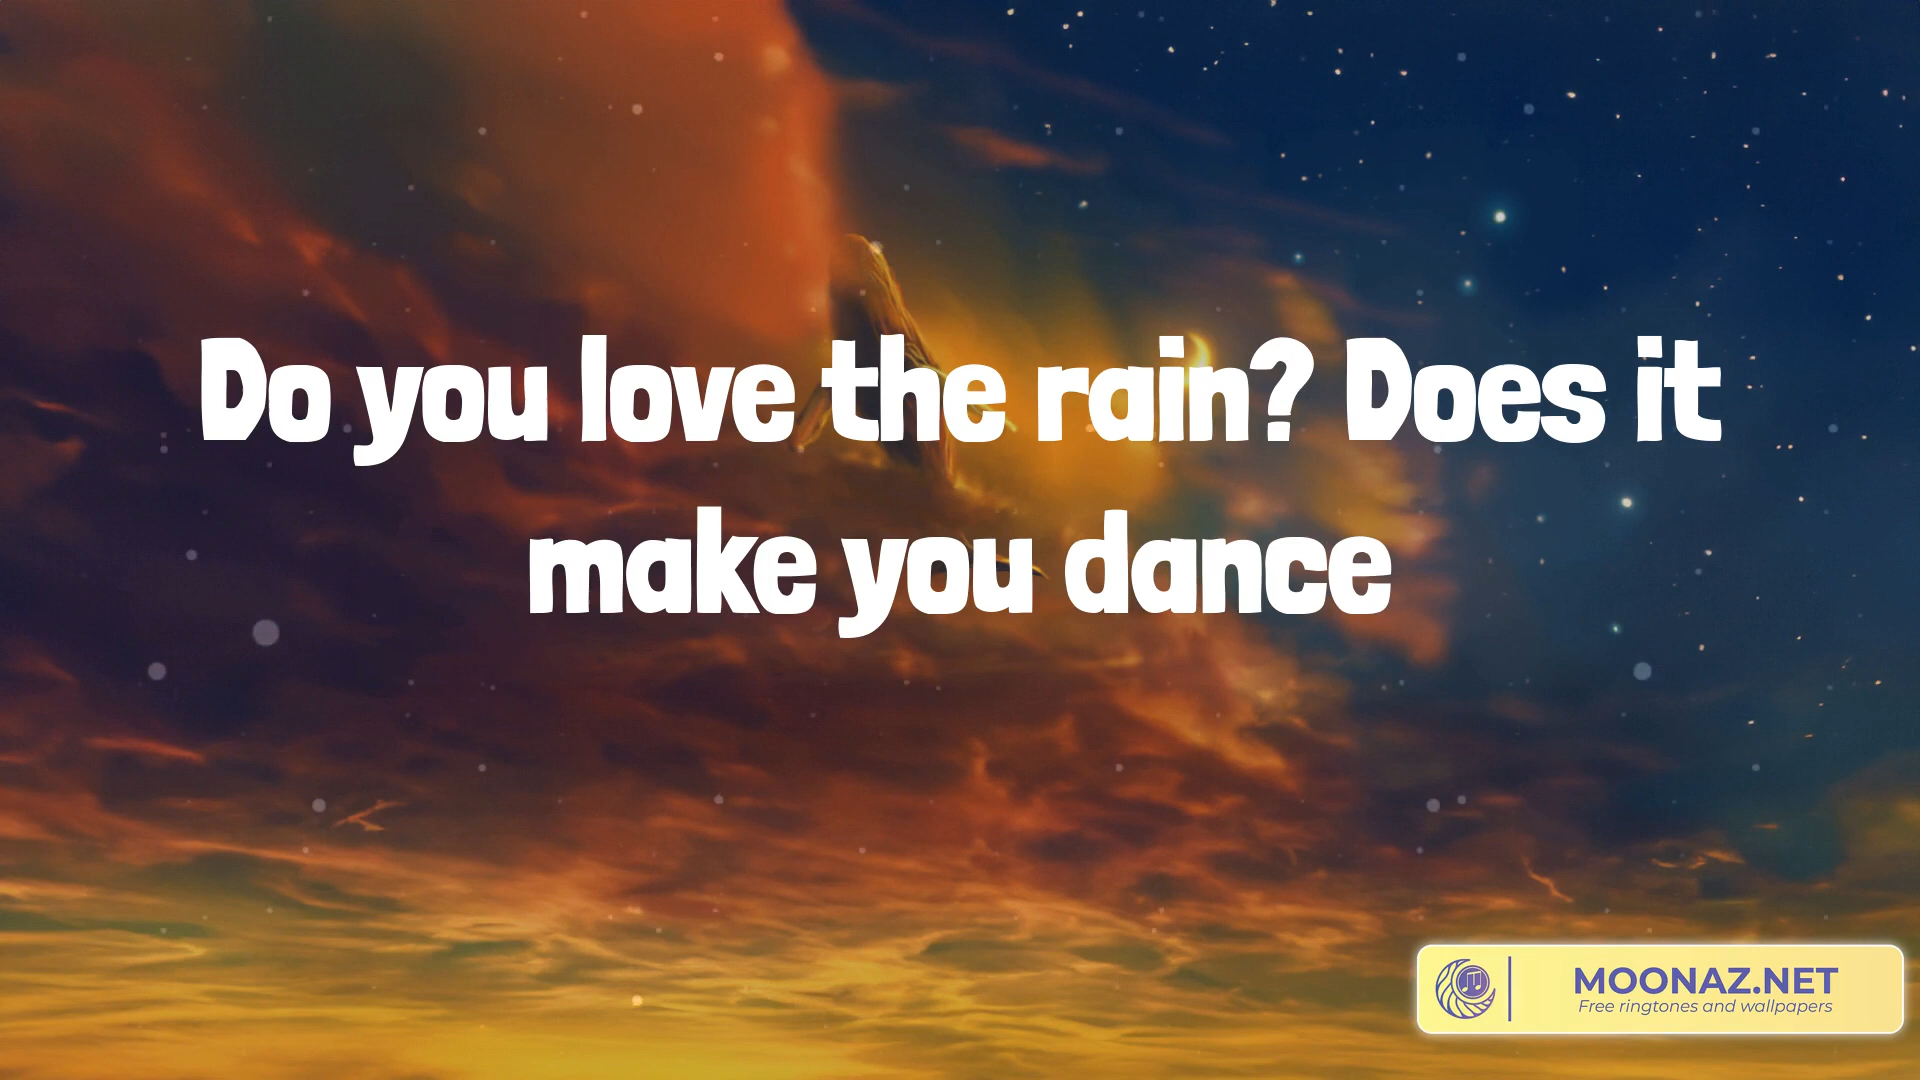 Do you love the rain? Does it
make you dance
MOONAZ.NET
Free ringtones and wallpapers